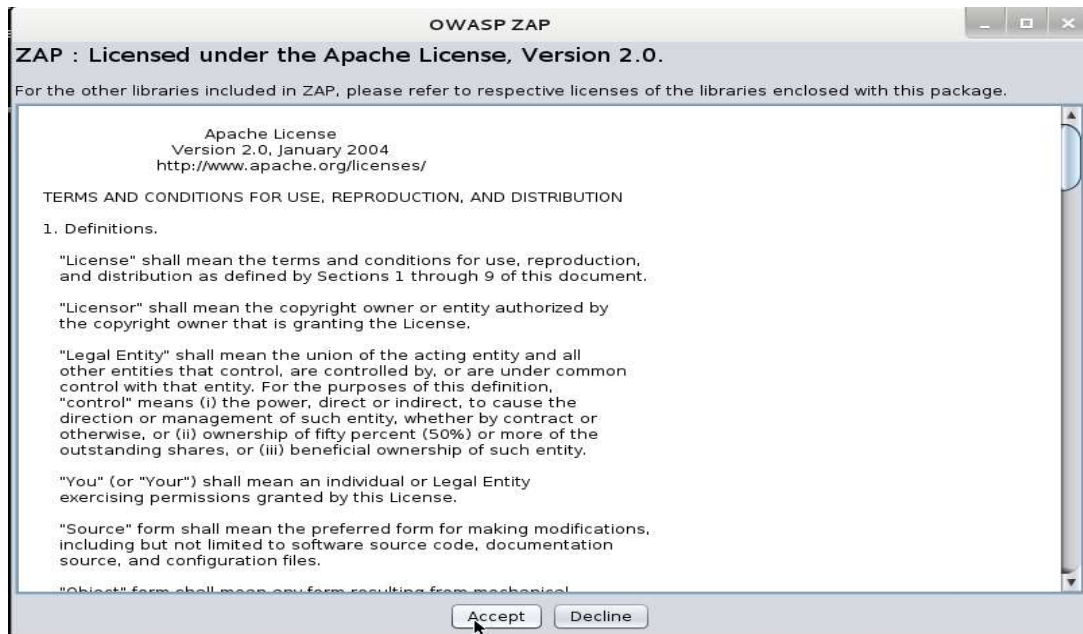 OWASP ZAP
ZAP : Licensed under the Apache License, Version 2.0.
For the other libraries included in ZAP, please refer to respective licenses of the libraries enclosed with this package.
Apache License
Version 2.0, January 2004
http://www.apache.org/licenses/
TERMS AND CONDITIONS FOR USE, REPRODUCTION, AND DISTRIBUTION
1. Definitions.
"License" shall mean the terms and conditions for use, reproduction,
and distribution as defined by Sections 1 through 9 of this document.
"Licensor" shall mean the copyright owner or entity authorized by
the copyright owner that is granting the License.
"Legal Entity" shall mean the union of the acting entity and all
other entities that control, are controlled by, or are under common
control with that entity. For the purposes of this definition,
"control" means (i) the power, direct or indirect, to cause the
direction or management of such entity, whether by contract or
otherwise, or (ii) ownership of fifty percent (50%) or more of the
outstanding shares, or (iii) beneficial ownership of such entity.
"You" (or "Your") shall mean an individual or Legal Entity
exercising permissions granted by this License.
"Source" form shall mean the preferred form for making modifications,
including but not limited to software source code, documentation
source, and configuration files.
"Object" form shall mean any form resulting from mechanical
Accept Decline